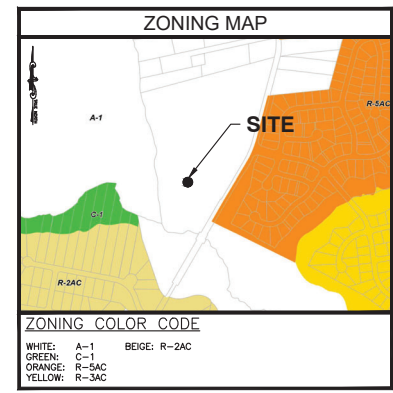 ZONING MAP
A-1
R-5AC
SITE
C-1
R-2AC
ZONING COLOR CODE
WHITE: A-1 BEIGE: R-2AC
GREEN: C-1
ORANGE: R-5AC
YELLOW: R-3AC